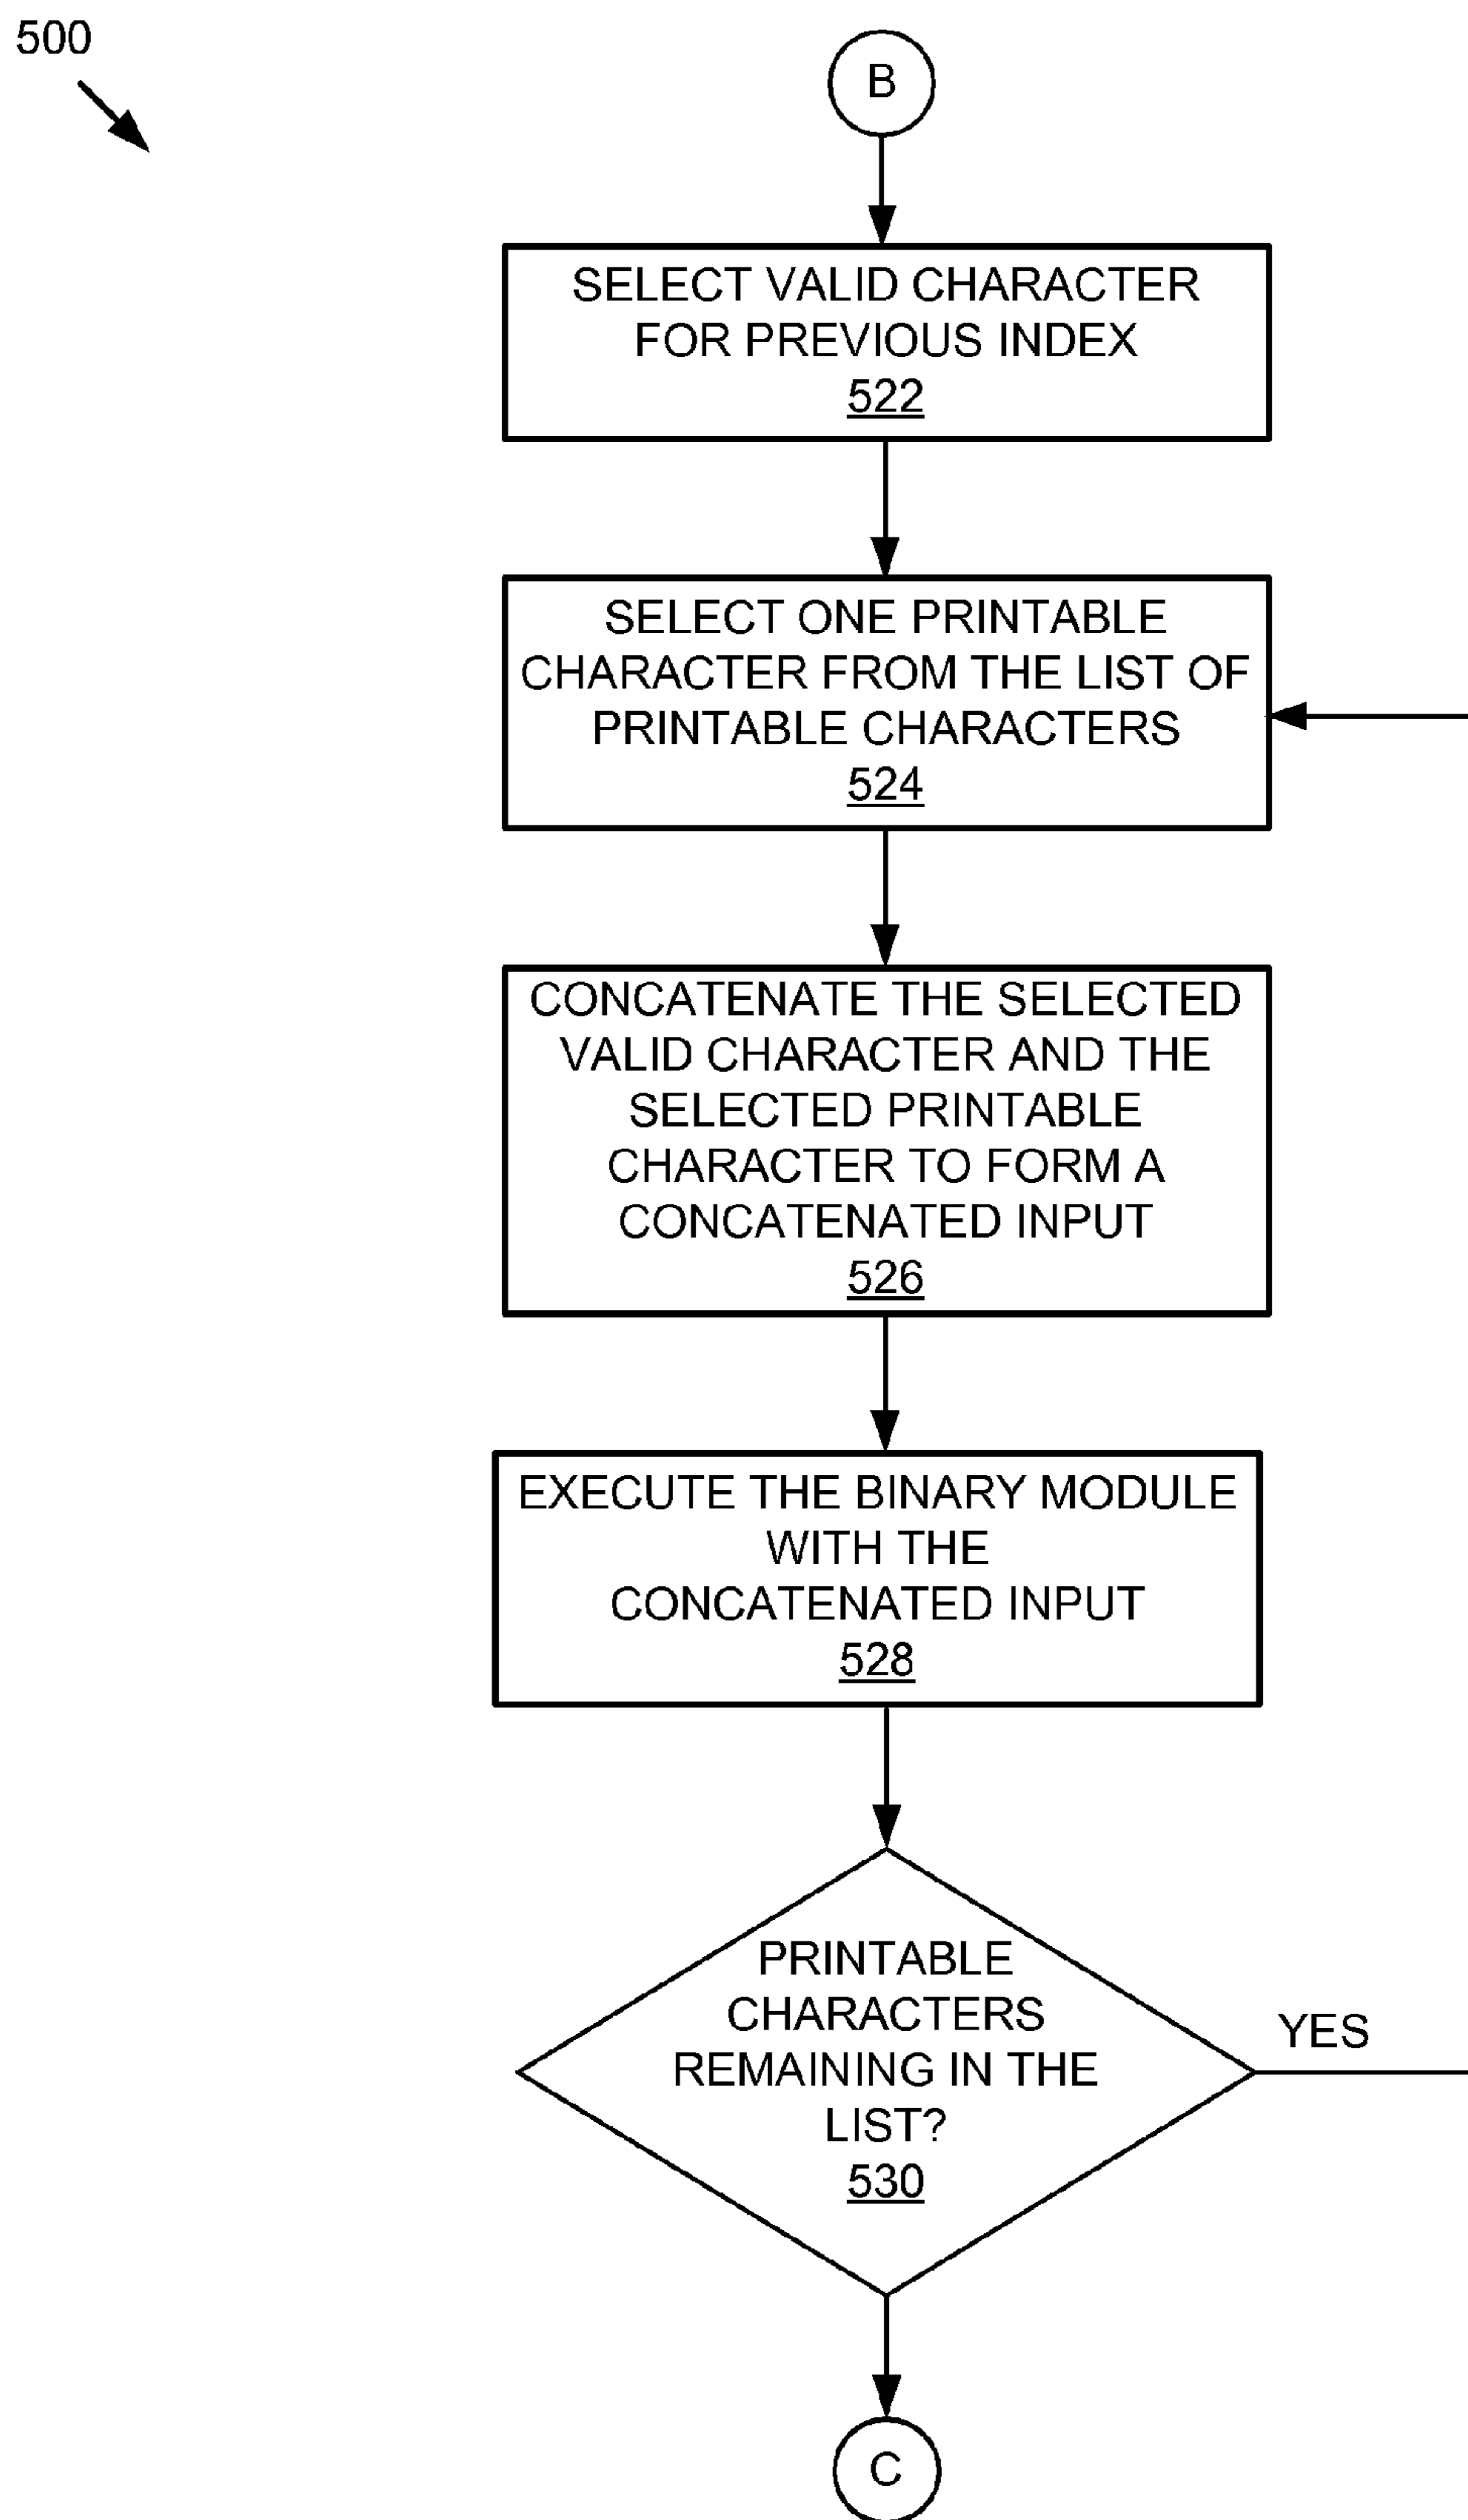 500
B
SELECT VALID CHARACTER
FOR PREVIOUS INDEX
522
SELECT ONE PRINTABLE
CHARACTER FROM THE LIST OF
PRINTABLE CHARACTERS
524
CONCATENATE THE SELECTED
VALID CHARACTER AND THE
SELECTED PRINTABLE
CHARACTER TO FORM A
CONCATENATED INPUT
526
EXECUTE THE BINARY MODULE
WITH THE
CONCATENATED INPUT
528
PRINTABLE
CHARACTERS
REMAINING IN THE
LIST?
530
YES
C